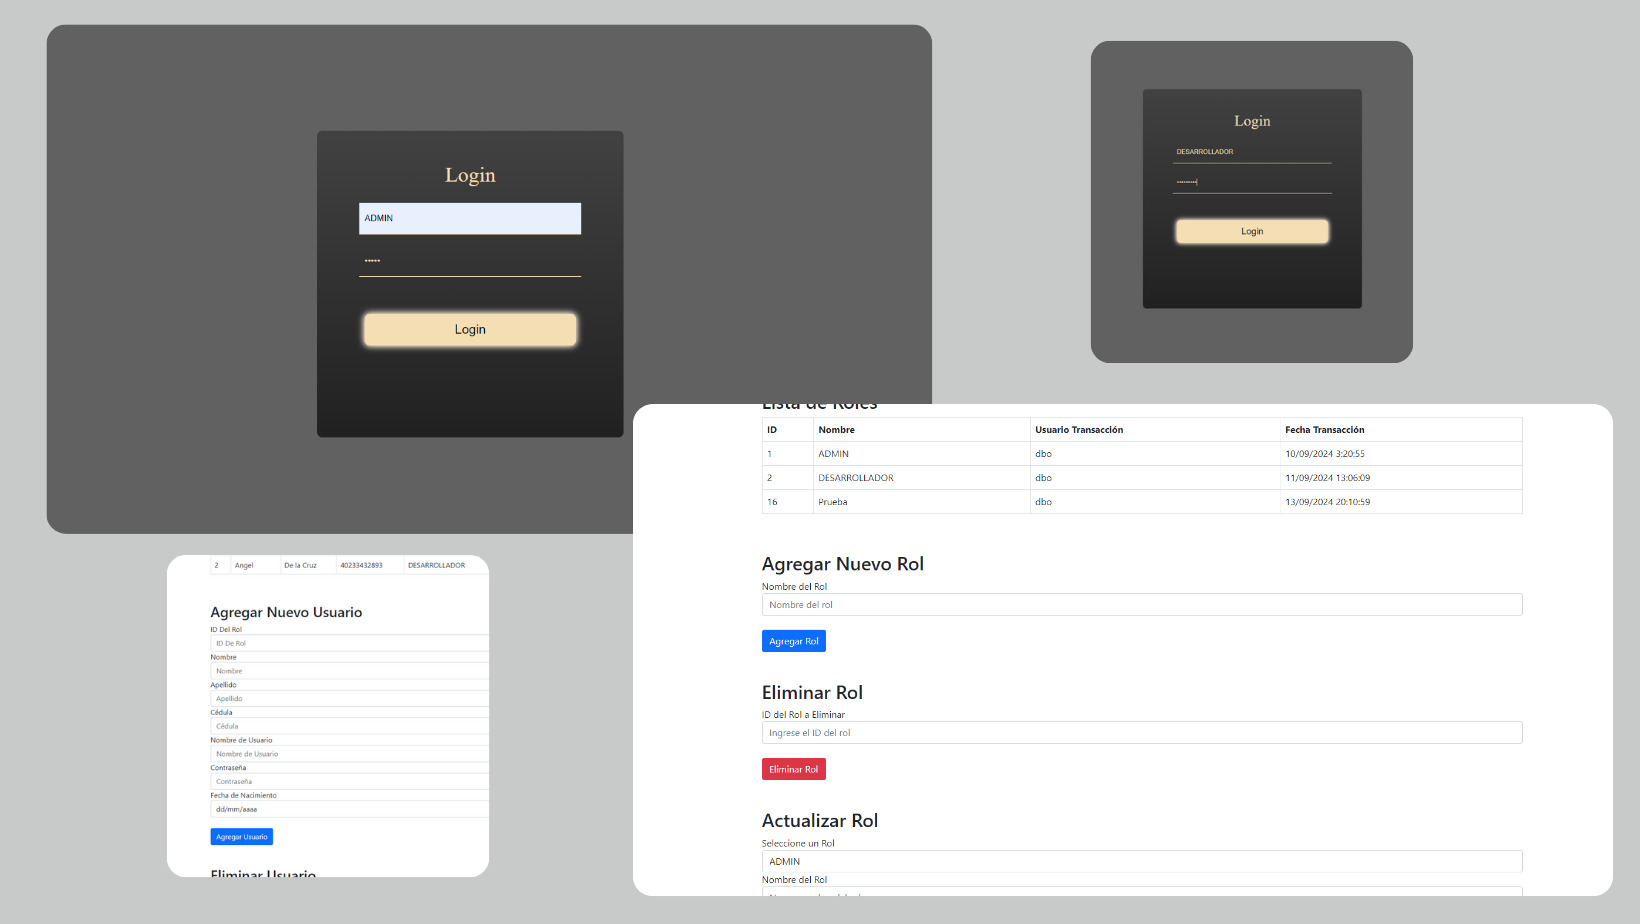 Login
ADMIN
•••••
Login
Login
DESARROLLADOR
•••••••••
Login
Lista de Roles
ID Nombre Usuario Transacción Fecha Transacción
1 ADMIN dbo 10/09/2024 3:20:55
2 DESARROLLADOR dbo 11/09/2024 13:06:09
16 Prueba dbo 13/09/2024 20:10:59
Agregar Nuevo Rol
Nombre del Rol
Nombre del rol
Agregar Rol
Eliminar Rol
ID del Rol a Eliminar
Ingrese el ID del rol
Eliminar Rol
Actualizar Rol
Seleccione un Rol
ADMIN
Nombre del Rol
2 Angel De la Cruz 40233432893 DESARROLLADOR
Agregar Nuevo Usuario
ID Del Rol
ID De Rol
Nombre
Nombre
Apellido
Apellido
Cédula
Cédula
Nombre de Usuario
Nombre de Usuario
Contraseña
Contraseña
Fecha de Nacimiento
dd/mm/aaaa
Agregar Usuario
Eliminar Usuario